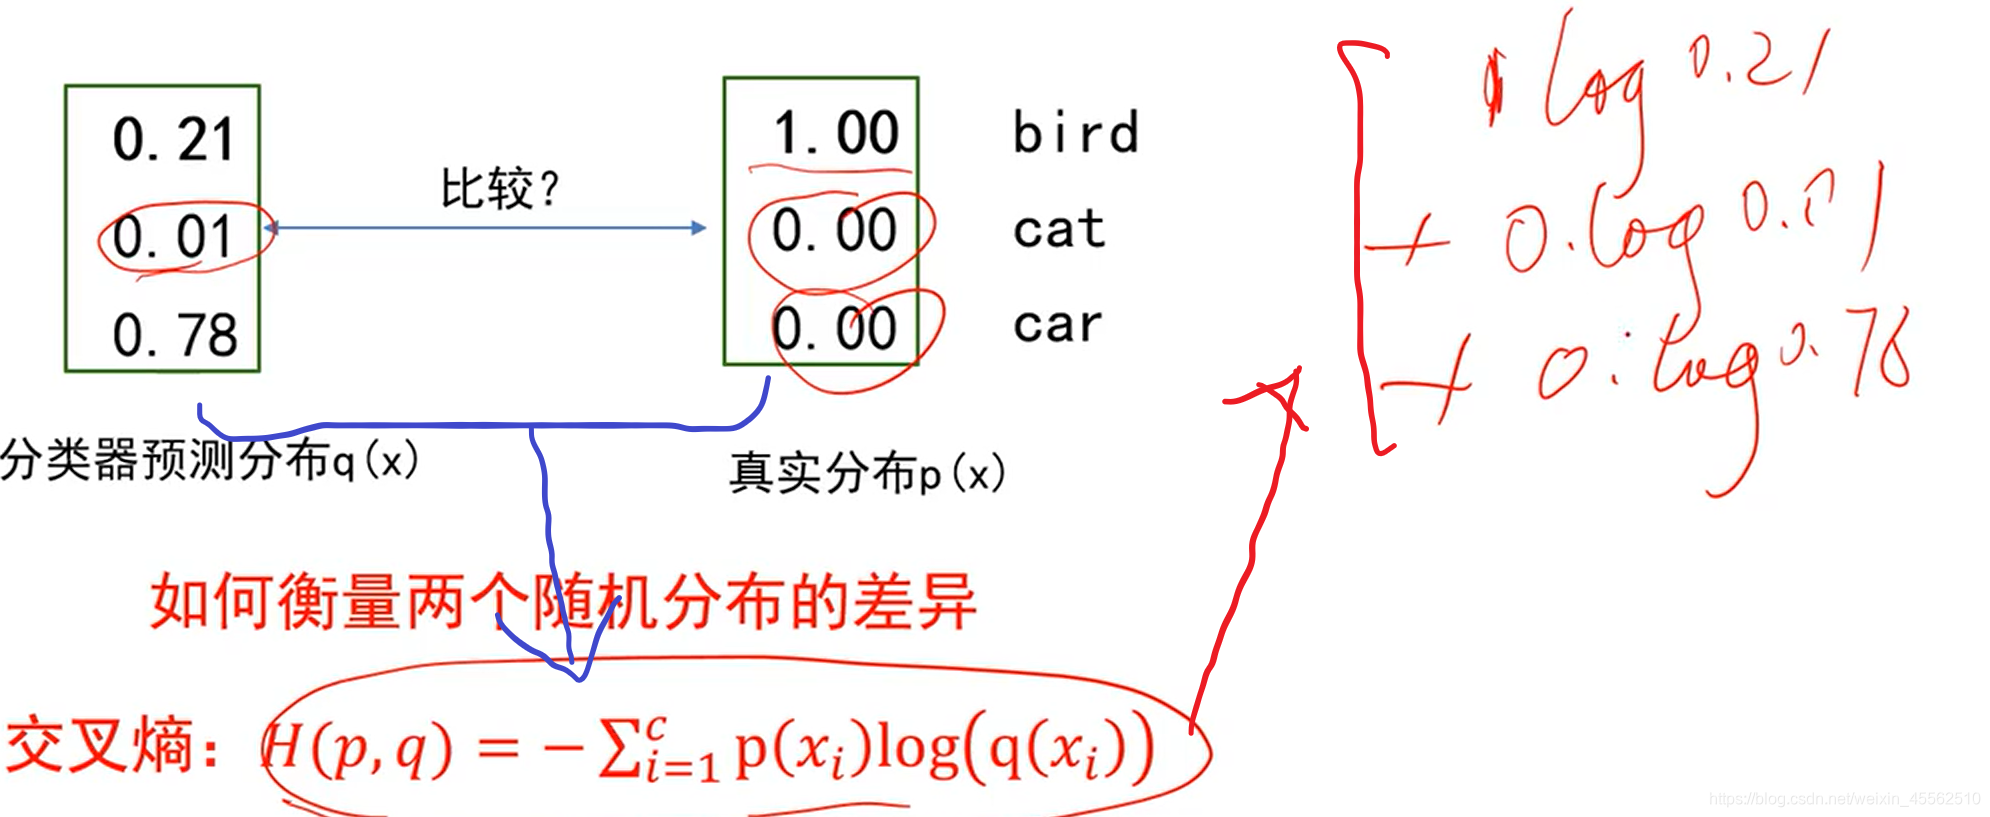 0.21 1.00 bird 1 log 0.21
比较?
0.01 0.00 cat + 0.log 0.01
0.78 0.00 car + 0.log 0.78
分类器预测分布q(x) 真实分布p(x)
如何衡量两个随机分布的差异
交叉熵: H(p,q) = −∑ᶜᵢ₌₁ p(xᵢ)log(q(xᵢ))
https://blog.csdn.net/weixin_45562510